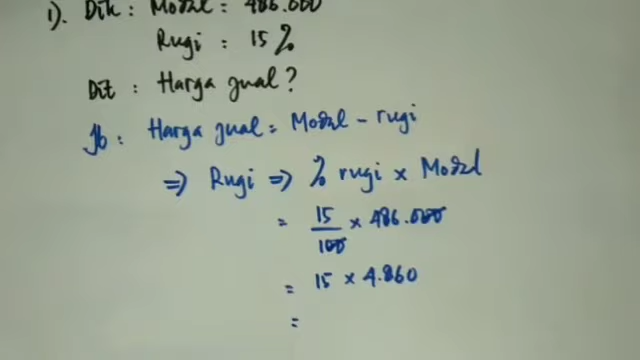 1). Dik : Modal = 486.000
Rugi : 15%
Dit : Harga jual?
Jb : Harga jual = Modal - rugi
⇒ Rugi ⇒ % rugi × Modal
= 15/100 × 486.000
= 15 × 4.860
=